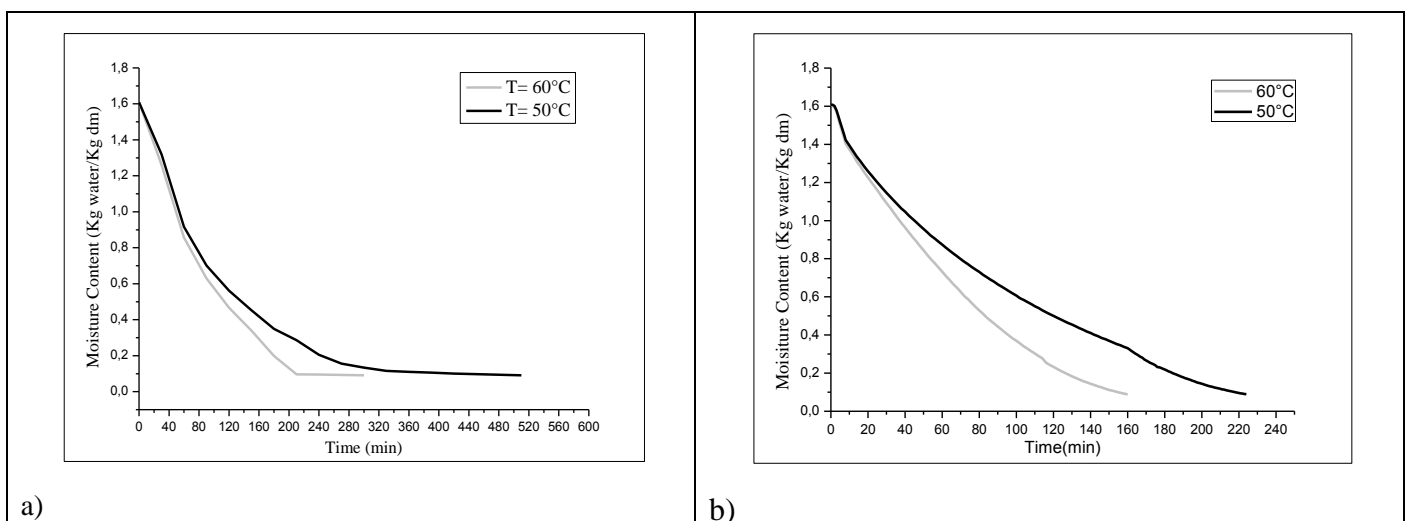 1,8
1,6
1,4
1,2
1,0
0,8
0,6
0,4
0,2
0,0
Moisture Content (Kg water/Kg dm)
T= 60°C
T= 50°C
0 40 80 120 160 200 240 280 320 360 400 440 480 520 560 600
Time (min)
a)
1,8
1,6
1,4
1,2
1,0
0,8
0,6
0,4
0,2
0,0
Moisiture Content (Kg water/Kg dm)
60°C
50°C
0 20 40 60 80 100 120 140 160 180 200 220 240
Time(min)
b)